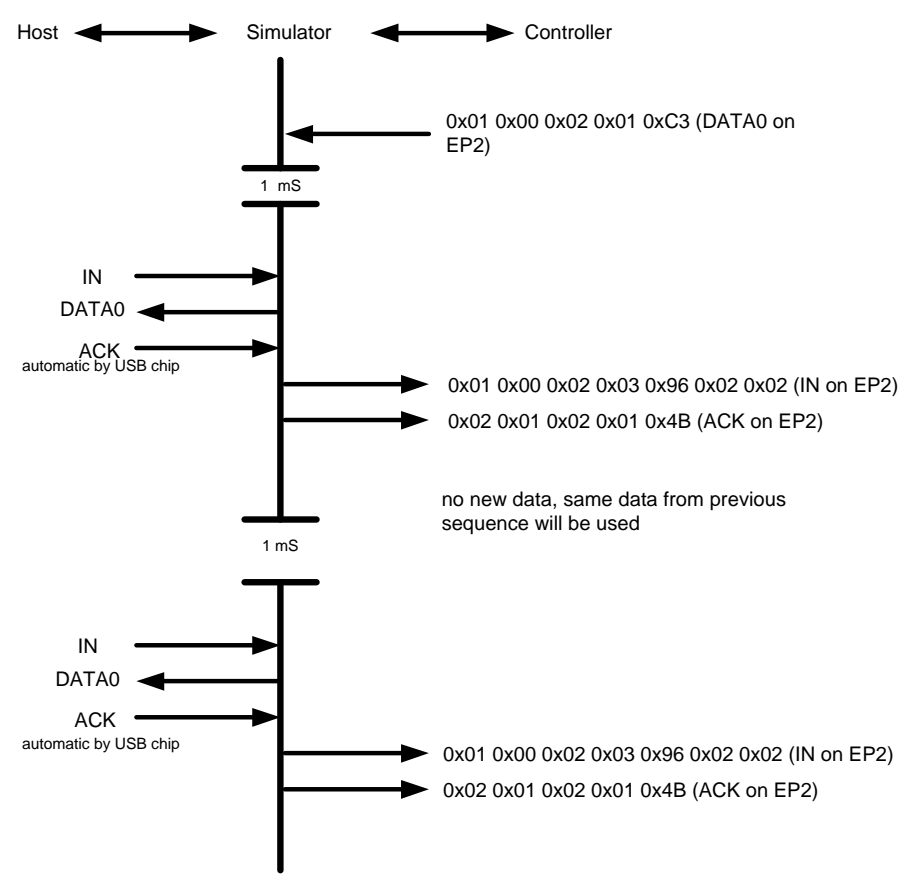 Host Simulator Controller
0x01 0x00 0x02 0x01 0xC3 (DATA0 on
EP2)
1 mS
IN
DATA0
ACK
automatic by USB chip
0x01 0x00 0x02 0x03 0x96 0x02 0x02 (IN on EP2)
0x02 0x01 0x02 0x01 0x4B (ACK on EP2)
no new data, same data from previous
sequence will be used
1 mS
IN
DATA0
ACK
automatic by USB chip
0x01 0x00 0x02 0x03 0x96 0x02 0x02 (IN on EP2)
0x02 0x01 0x02 0x01 0x4B (ACK on EP2)